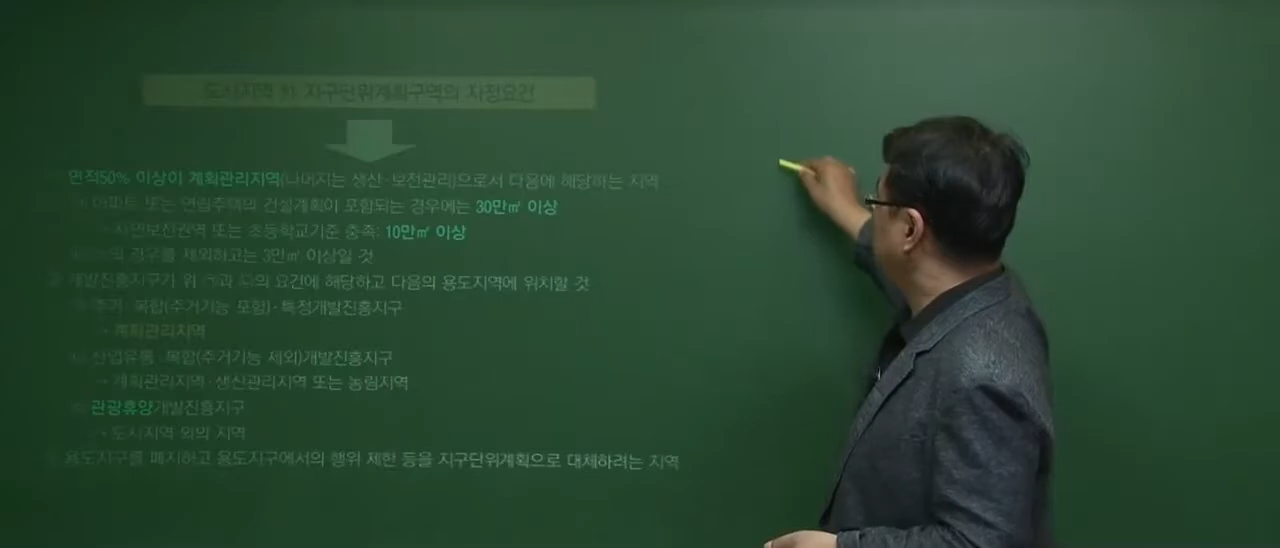 도시지역 외 지구단위계획구역의 지정요건
면적50% 이상이 계획관리지역(나머지는 생산·보전관리)으로서 다음에 해당하는 지역
아파트 또는 연립주택의 건설계획이 포함되는 경우에는 30만㎡ 이상
→ 자연보전권역 또는 초등학교기준 충족: 10만㎡ 이상
의 경우를 제외하고는 3만㎡ 이상일 것
개발진흥지구가 위 ㉠과 ㉡의 요건에 해당하고 다음의 용도지역에 위치할 것
주거·복합(주거기능 포함)·특정개발진흥지구
→ 계획관리지역
산업유통·복합(주거기능 제외)개발진흥지구
→ 계획관리지역·생산관리지역 또는 농림지역
관광휴양개발진흥지구
→ 도시지역 외의 지역
용도지구를 폐지하고 용도지구에서의 행위 제한 등을 지구단위계획으로 대체하려는 지역